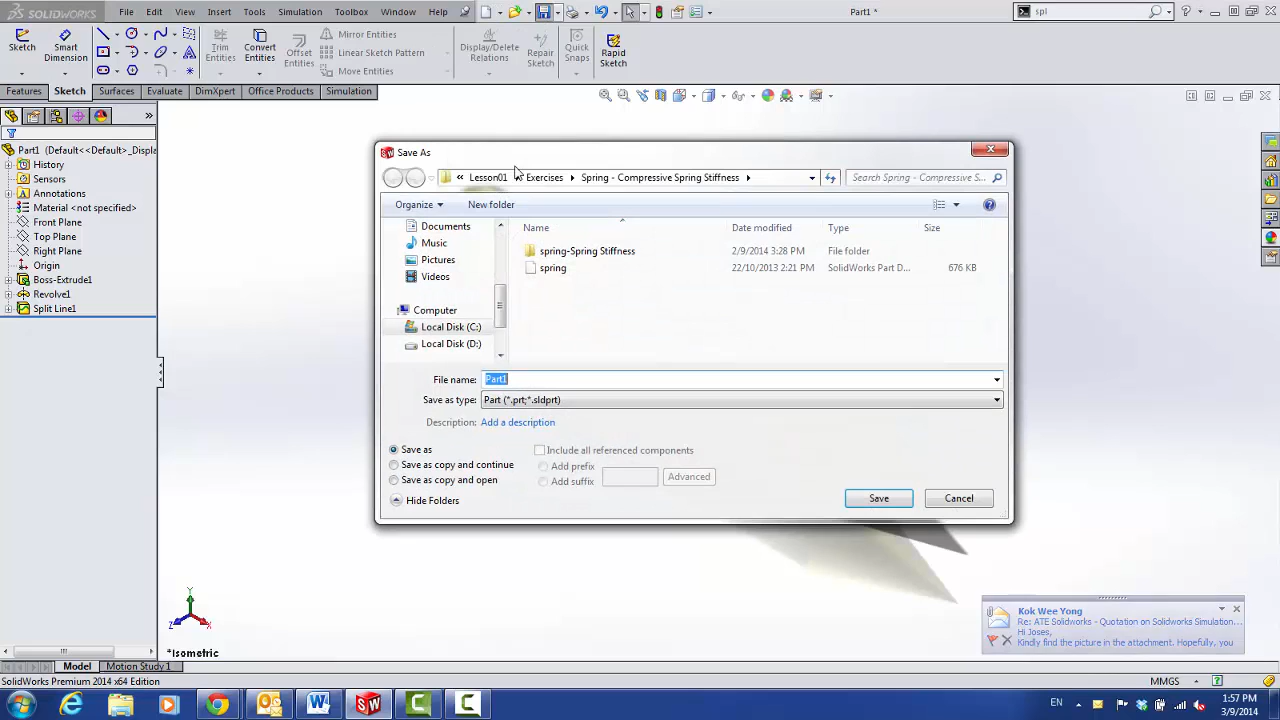 SOLIDWORKS File Edit View Insert Tools Simulation Toolbox Window Help Part1 * spl
Sketch Smart Dimension Trim Entities Convert Entities Offset Entities Mirror Entities Linear Sketch Pattern Move Entities Display/Delete Relations Repair Sketch Quick Snaps Rapid Sketch
Features Sketch Surfaces Evaluate DimXpert Office Products Simulation
Part1 (Default<<Default>_Displa
History
Sensors
Annotations
Material <not specified>
Front Plane
Top Plane
Right Plane
Origin
Boss-Extrude1
Revolve1
Split Line1
Save As
« Lesson01 Exercises Spring - Compressive Spring Stiffness Search Spring - Compressive S...
Organize New folder
Documents
Music
Pictures
Videos
Computer
Local Disk (C:)
Local Disk (D:)
Name Date modified Type Size
spring-Spring Stiffness 2/9/2014 3:28 PM File folder
spring 22/10/2013 2:21 PM SolidWorks Part D... 676 KB
File name: Part1
Save as type: Part (*.prt;*.sldprt)
Description: Add a description
Save as
Save as copy and continue
Save as copy and open
Include all referenced components
Add prefix
Add suffix
Advanced
Hide Folders
Save Cancel
Y
Z X
*Isometric
Kok Wee Yong
Re: ATE Solidworks - Quotation on Solidworks Simulation...
Hi Joses,
Kindly find the picture in the attachment. Hopefully, you
Model Motion Study 1
SolidWorks Premium 2014 x64 Edition MMGS
EN 1:57 PM
3/9/2014